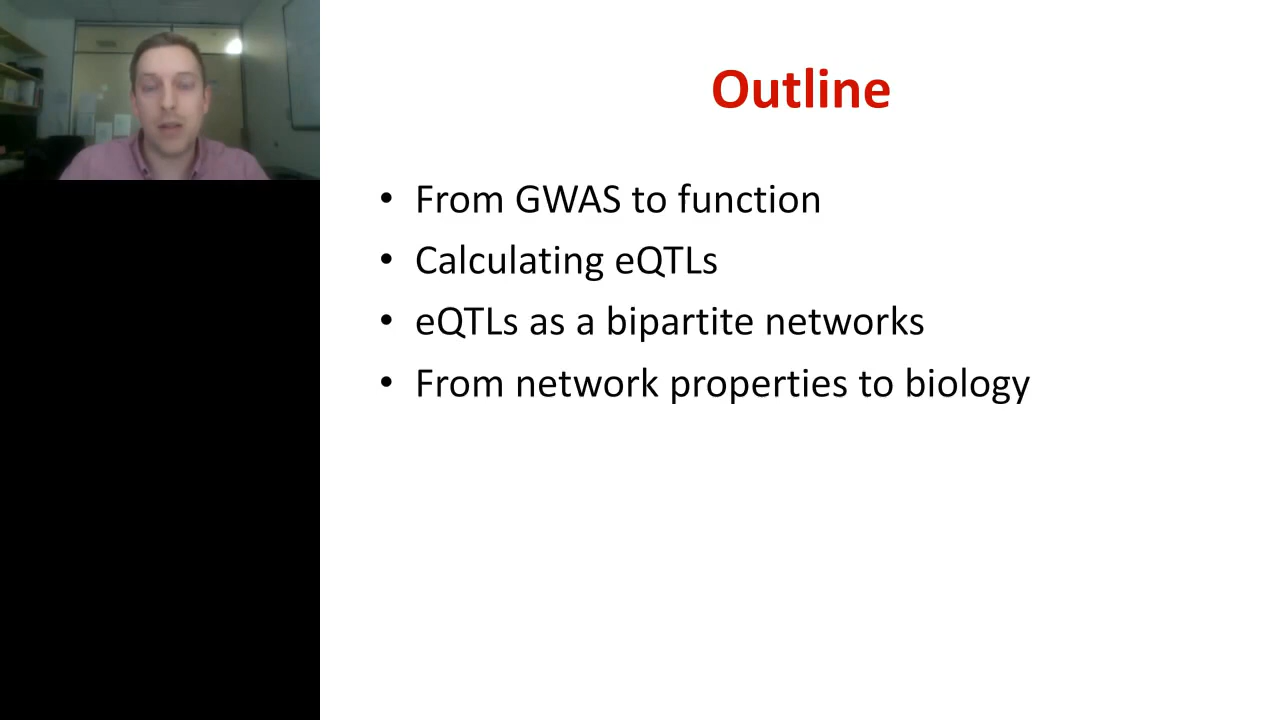 Outline
• From GWAS to function
• Calculating eQTLs
• eQTLs as a bipartite networks
• From network properties to biology